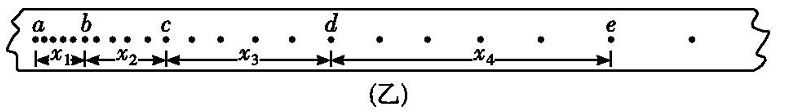 a b c d e
x₁ x₂ x₃ x₄
(乙)